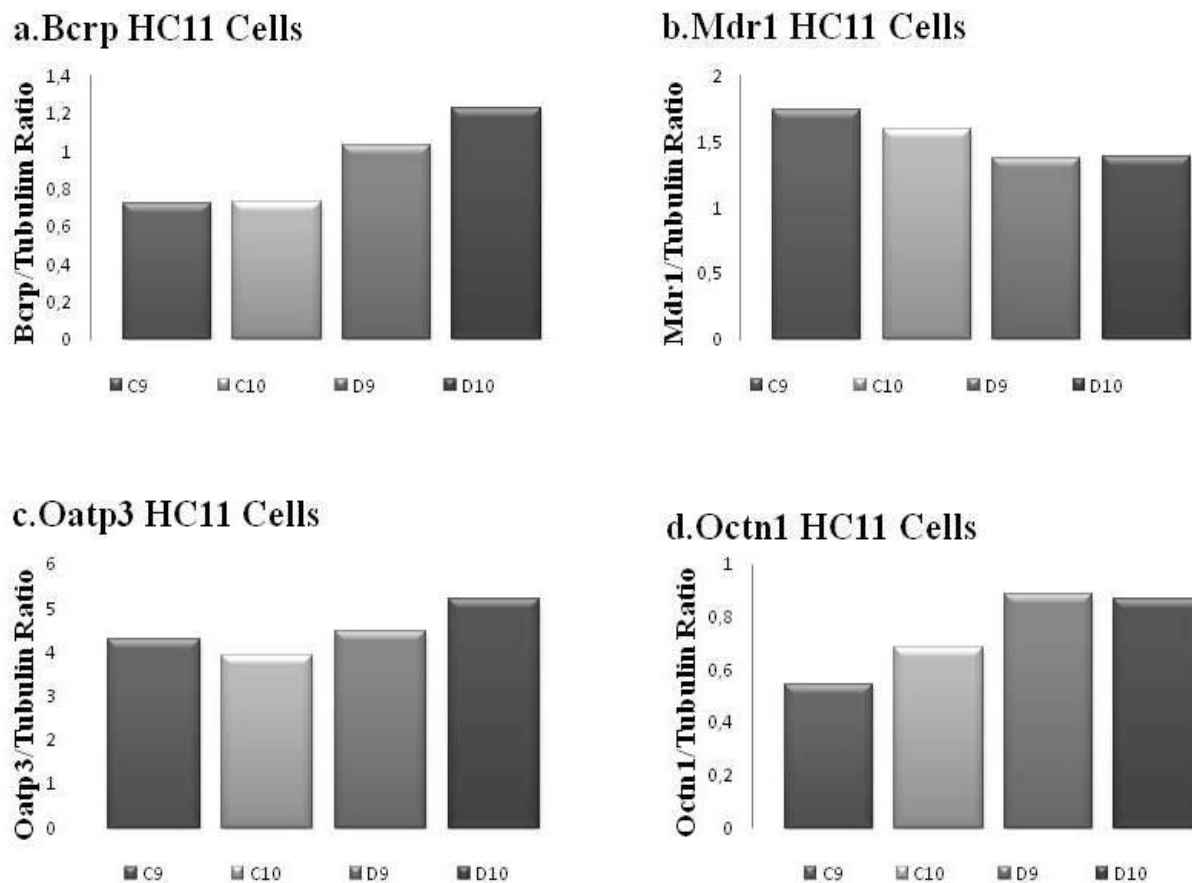 a.Bcrp HC11 Cells
Bcrp/Tubulin Ratio
1,4
1,2
1
0,8
0,6
0,4
0,2
0
C9 C10 D9 D10
b.Mdr1 HC11 Cells
Mdr1/Tubulin Ratio
2
1,5
1
0,5
0
C9 C10 D9 D10
c.Oatp3 HC11 Cells
Oatp3/Tubulin Ratio
6
5
4
3
2
1
0
C9 C10 D9 D10
d.Octn1 HC11 Cells
Octn1/Tubulin Ratio
1
0,8
0,6
0,4
0,2
0
C9 C10 D9 D10